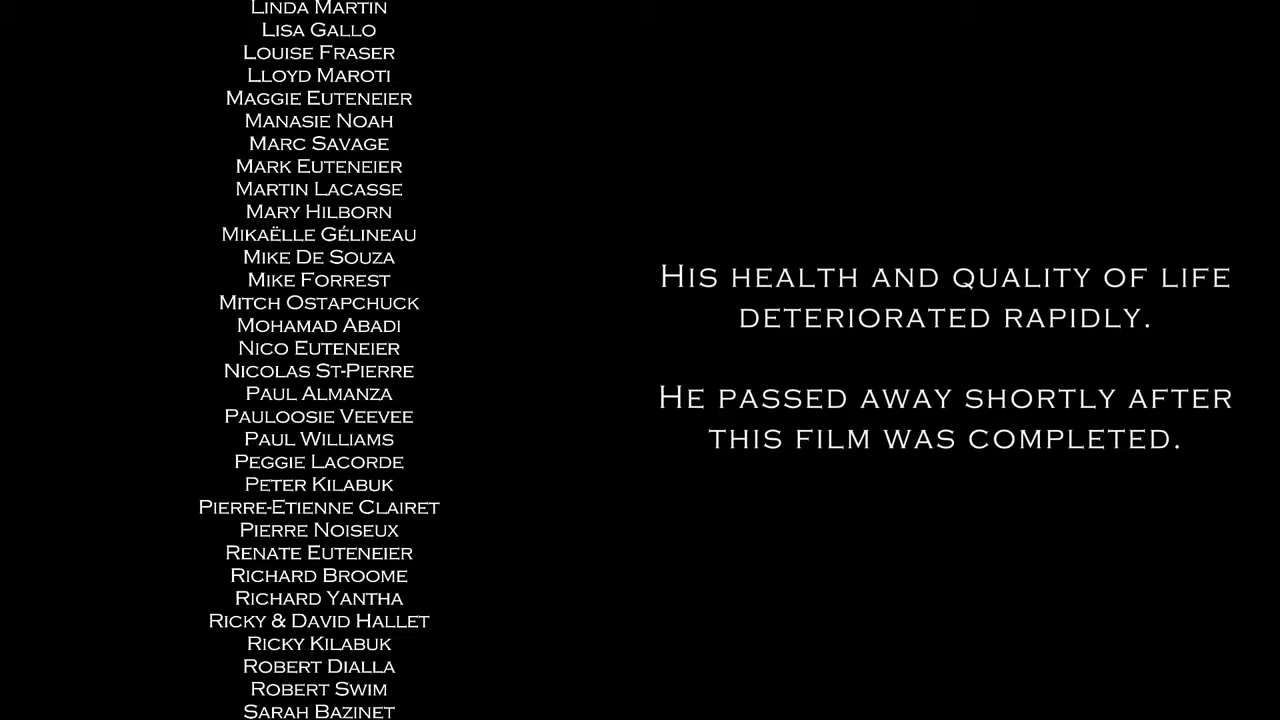 Linda Martin
Lisa Gallo
Louise Fraser
Lloyd Maroti
Maggie Euteneier
Manasie Noah
Marc Savage
Mark Euteneier
Martin Lacasse
Mary Hilborn
Mikaëlle Gélineau
Mike De Souza
Mike Forrest
Mitch Ostapchuck
Mohamad Abadi
Nico Euteneier
Nicolas St-Pierre
Paul Almanza
Pauloosie Veevee
Paul Williams
Peggie Lacorde
Peter Kilabuk
Pierre-Etienne Clairet
Pierre Noiseux
Renate Euteneier
Richard Broome
Richard Yantha
Ricky & David Hallet
Ricky Kilabuk
Robert Dialla
Robert Swim
Sarah Bazinet
His health and quality of life
deteriorated rapidly.
He passed away shortly after
this film was completed.